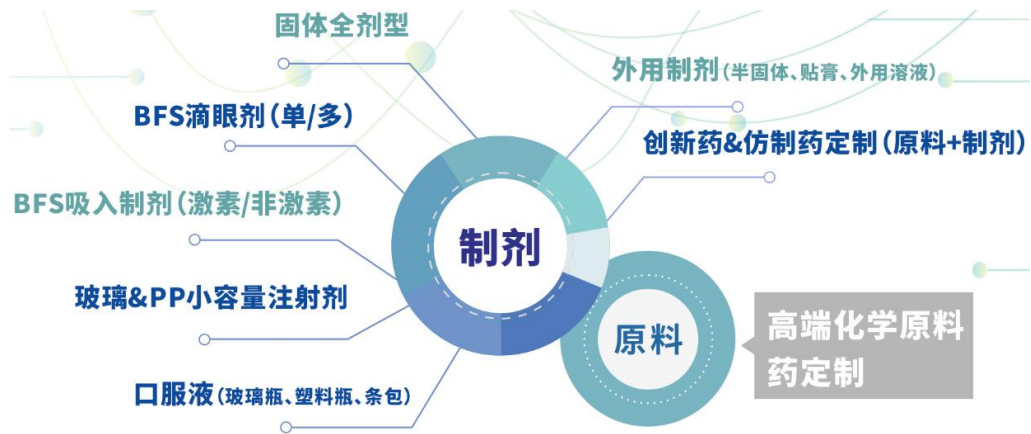 固体全剂型
外用制剂(半固体、贴膏、外用溶液)
BFS滴眼剂(单/多)
创新药&仿制药定制(原料+制剂)
BFS吸入制剂(激素/非激素)
制剂
玻璃&PP小容量注射剂
原料
高端化学原料
药定制
口服液(玻璃瓶、塑料瓶、条包)